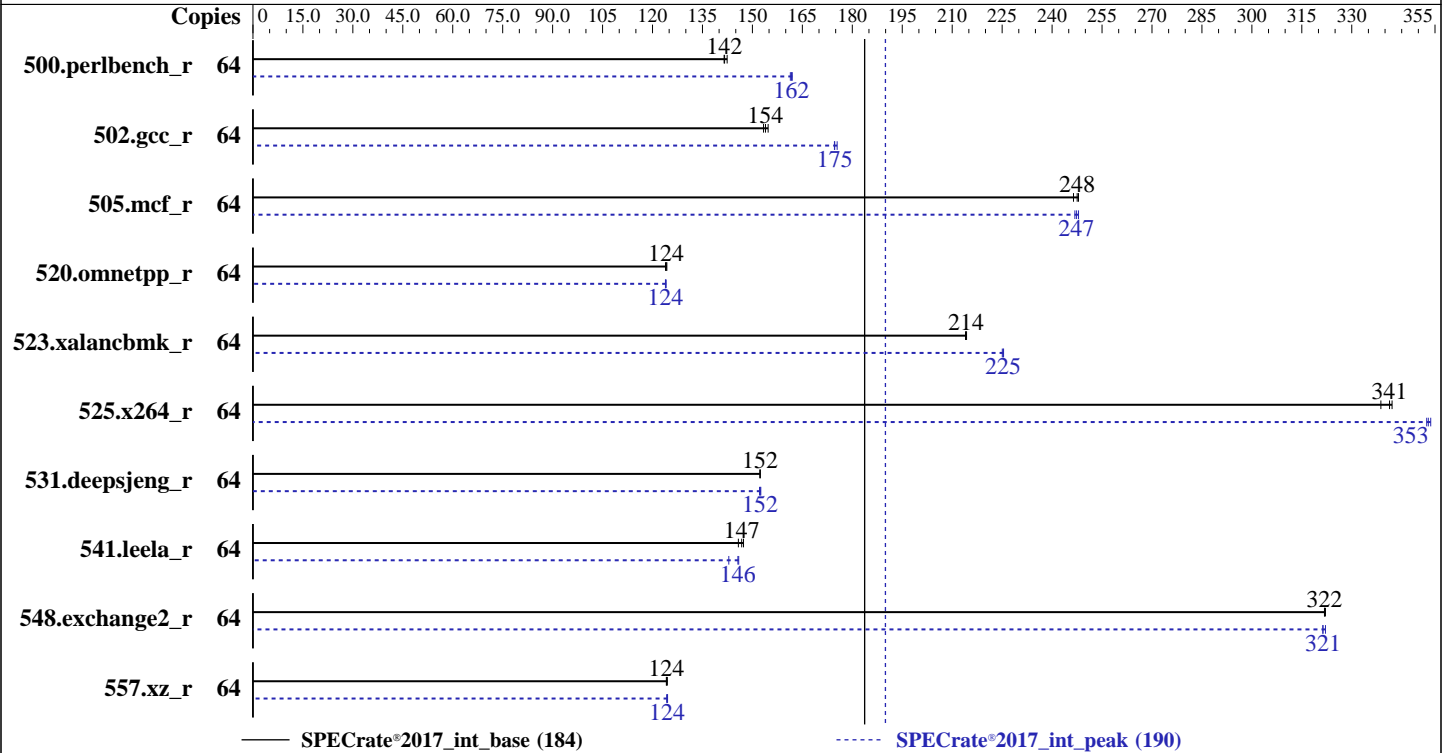 Copies 0 15.0 30.0 45.0 60.0 75.0 90.0 105 120 135 150 165 180 195 210 225 240 255 270 285 300 315 330 355
142
500.perlbench_r 64
162
154
502.gcc_r 64
175
248
505.mcf_r 64
247
124
520.omnetpp_r 64
124
214
523.xalancbmk_r 64
225
341
525.x264_r 64
353
152
531.deepsjeng_r 64
152
147
541.leela_r 64
146
322
548.exchange2_r 64
321
124
557.xz_r 64
124
SPECrate®2017_int_base (184) SPECrate®2017_int_peak (190)